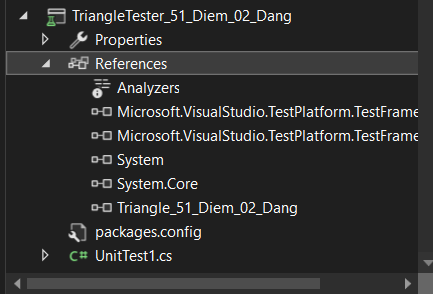 TriangleTester_51_Diem_02_Dang
Properties
References
Analyzers
Microsoft.VisualStudio.TestPlatform.TestFrame
Microsoft.VisualStudio.TestPlatform.TestFrame
System
System.Core
Triangle_51_Diem_02_Dang
packages.config
C# UnitTest1.cs